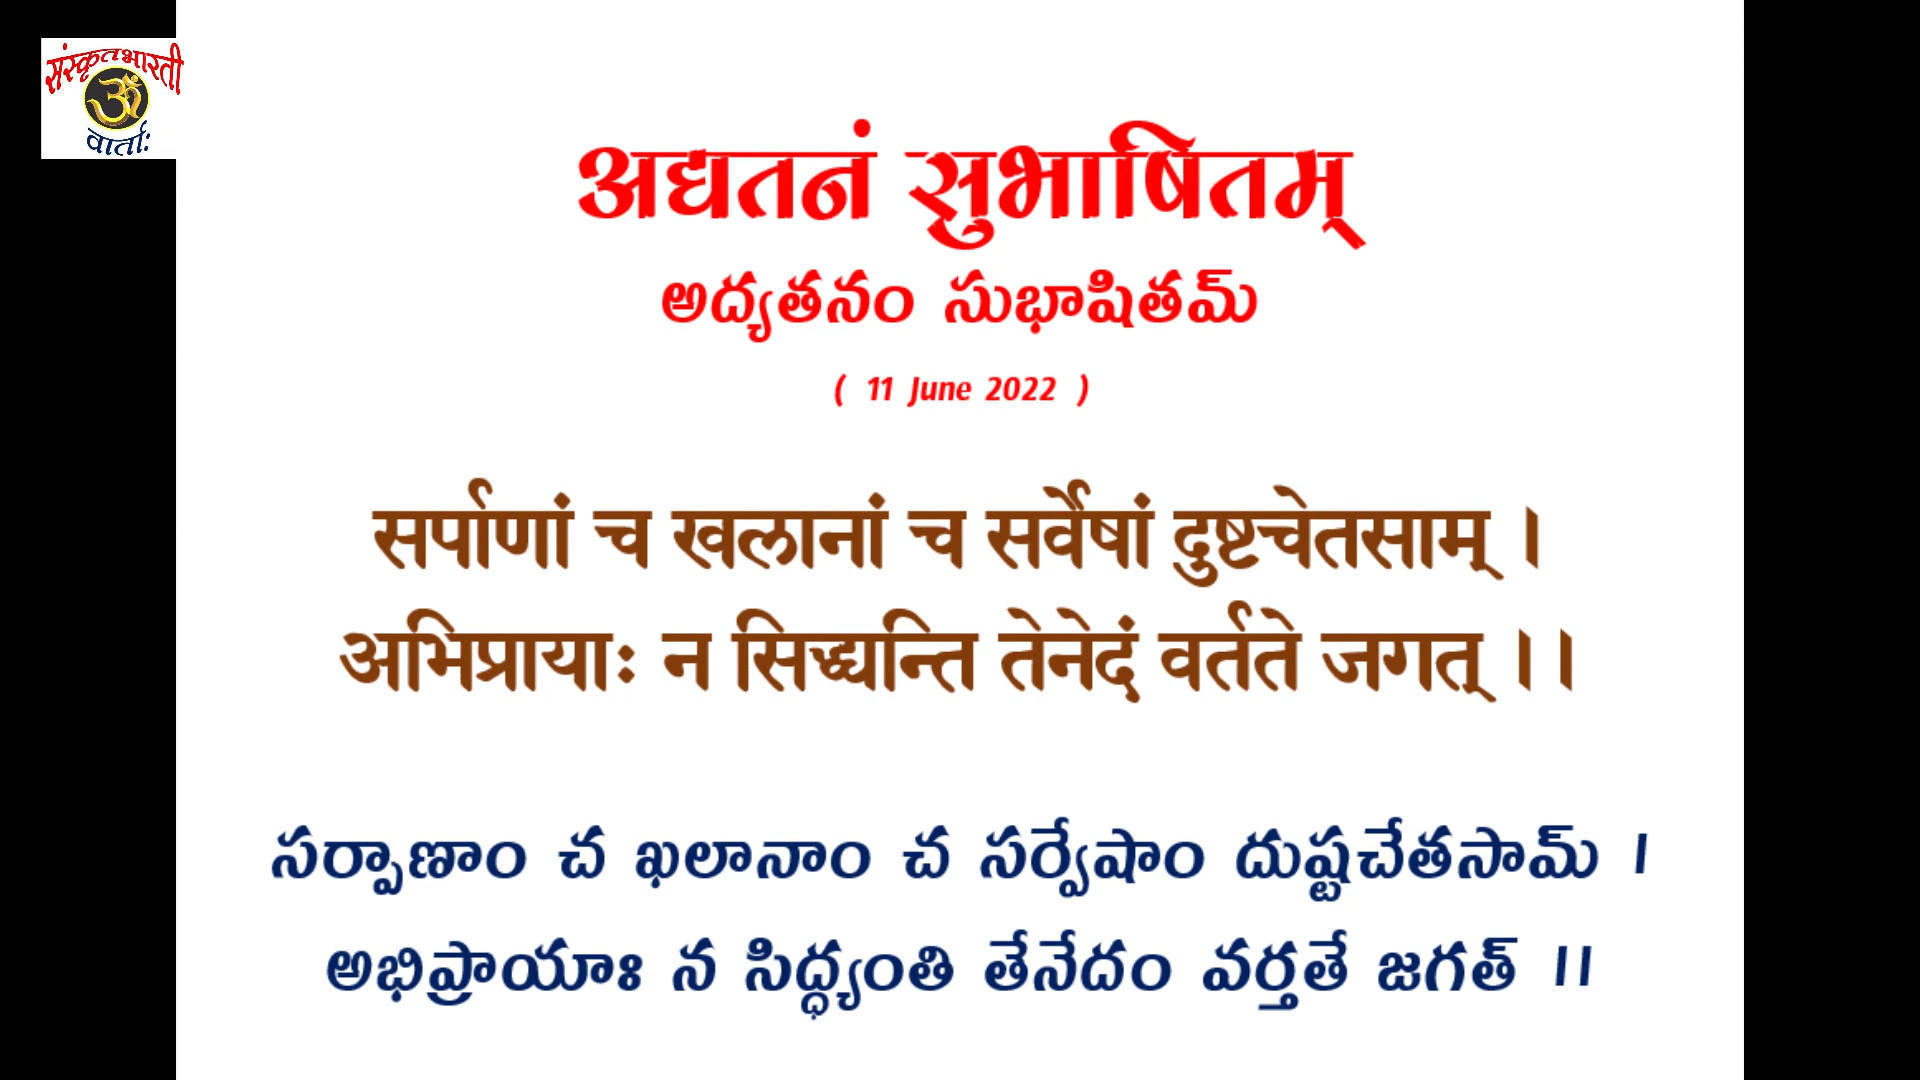 संस्कृतभारती
ॐ
वार्ताः
अद्यतनं सुभाषितम्
అద్యతనం సుభాషితమ్
( 11 June 2022 )
सर्पाणां च खलानां च सर्वेषां दुष्टचेतसाम् ।
अभिप्रायाः न सिद्ध्यन्ति तेनेदं वर्तते जगत् ।।
సర్పాణాం చ ఖలానాం చ సర్వేషాం దుష్టచేతసామ్ ।
అభిప్రాయాః న సిద్ధ్యంతి తేనేదం వర్తతే జగత్ ।।